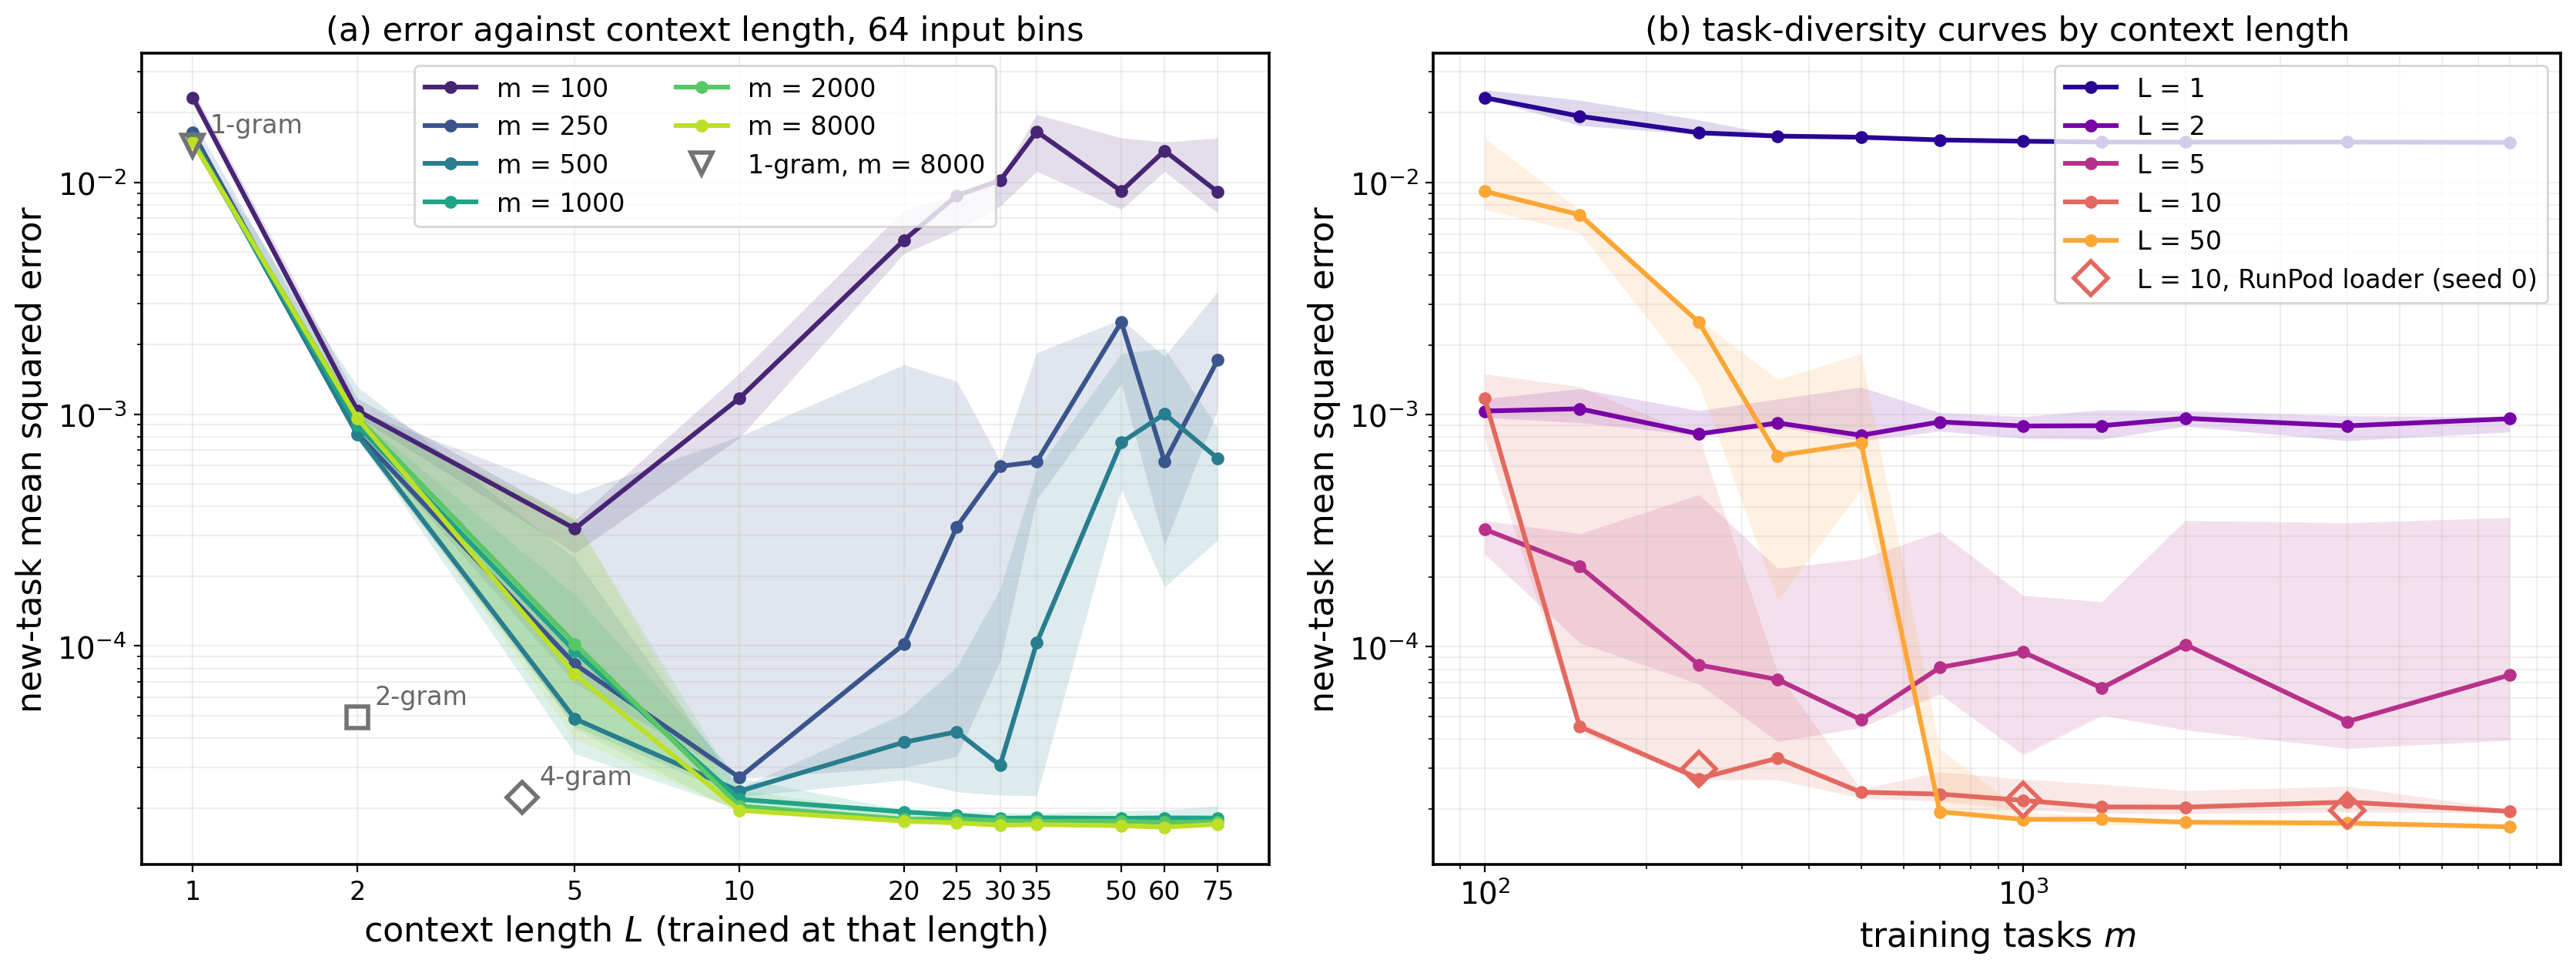 (a) error against context length, 64 input bins
new-task mean squared error
10⁻²
10⁻³
10⁻⁴
m = 100
m = 250
m = 500
m = 1000
m = 2000
m = 8000
1-gram, m = 8000
1-gram
2-gram
4-gram
1 2 5 10 20 25 30 35 50 60 75
context length L (trained at that length)
(b) task-diversity curves by context length
new-task mean squared error
10⁻²
10⁻³
10⁻⁴
L = 1
L = 2
L = 5
L = 10
L = 50
L = 10, RunPod loader (seed 0)
10² 10³
training tasks m